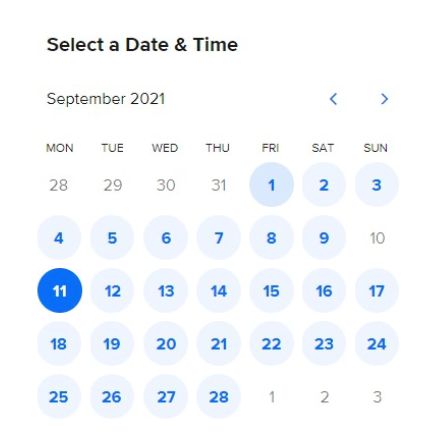 Select a Date & Time
September 2021
MON TUE WED THU FRI SAT SUN
28 29 30 31 1 2 3
4 5 6 7 8 9 10
11 12 13 14 15 16 17
18 19 20 21 22 23 24
25 26 27 28 1 2 3